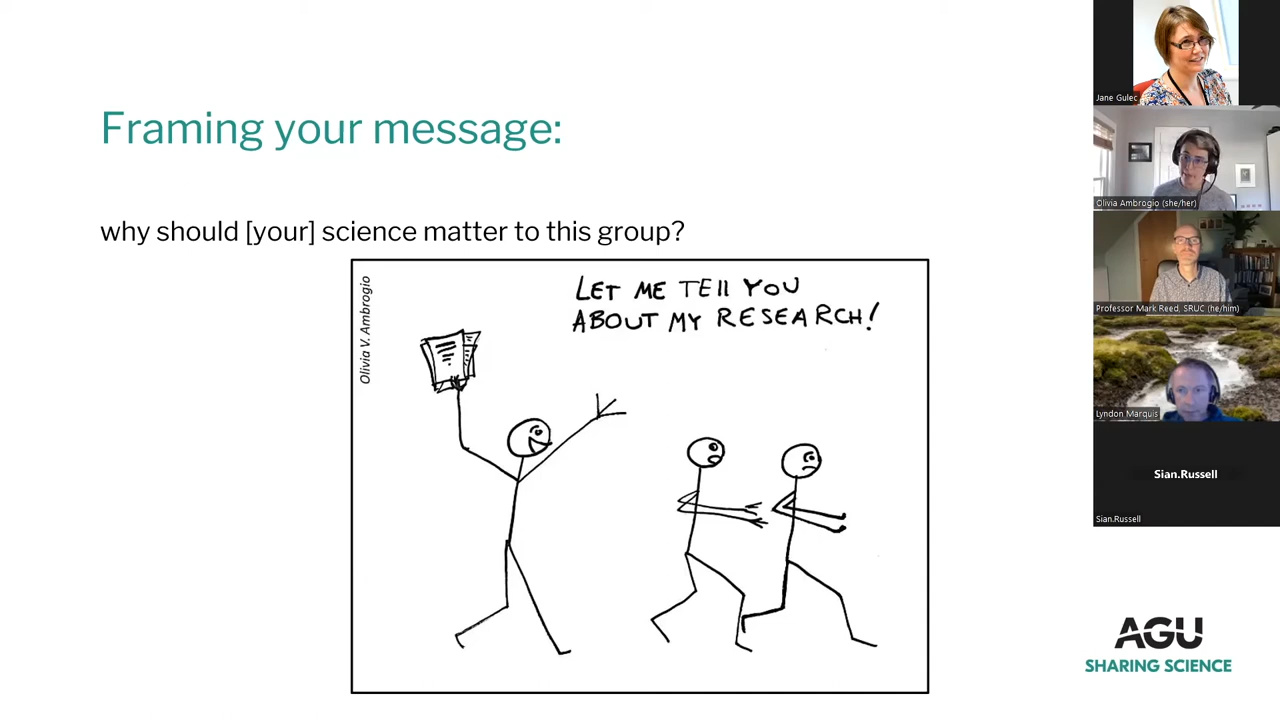 Framing your message:
why should [your] science matter to this group?
Olivia V. Ambrogio
LET ME TEll YOU
ABOUT MY RESEARCH!
AGU
SHARING SCIENCE
Jane Gulec
Olivia Ambrogio (she/her)
Professor Mark Reed, SRUC (he/him)
Lyndon Marquis
Sian.Russell
Sian.Russell